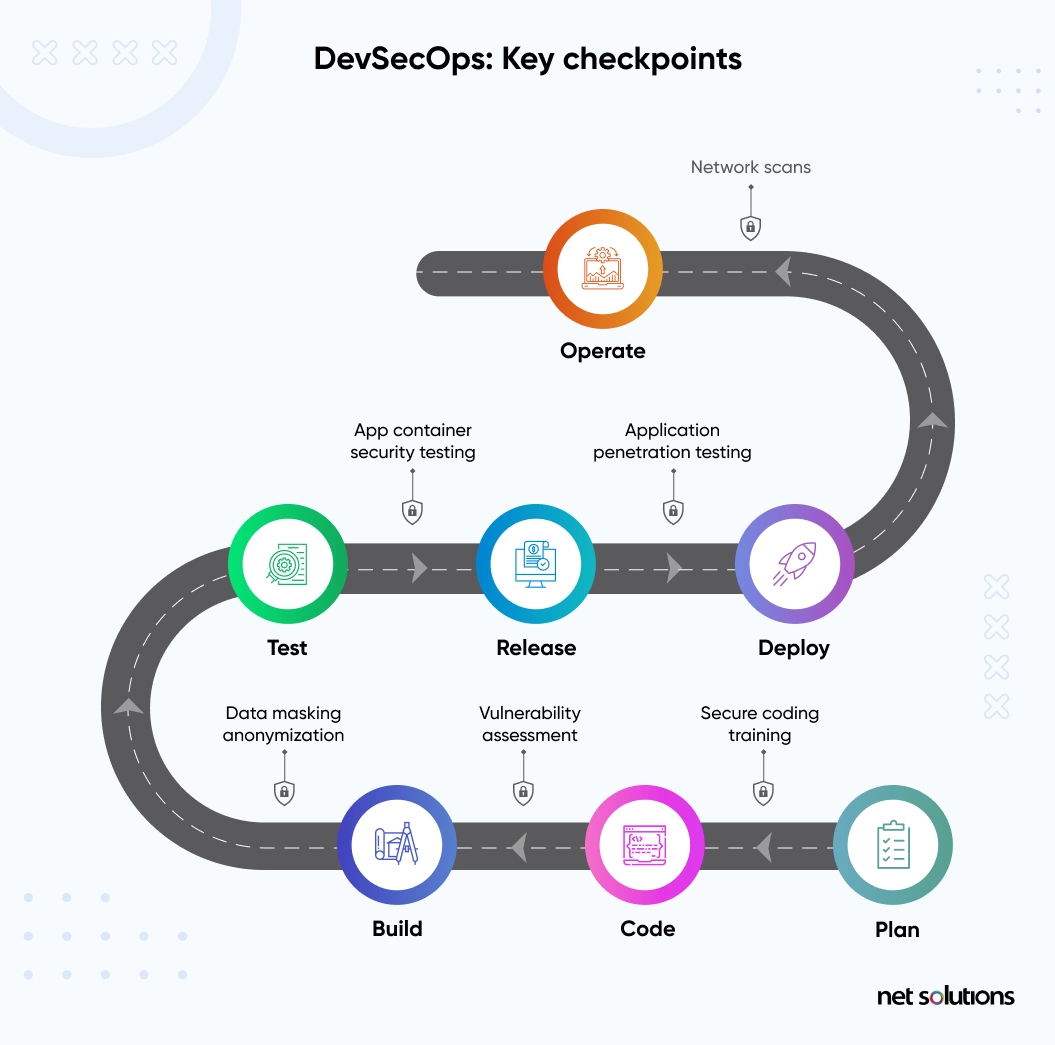 DevSecOps: Key checkpoints
Network scans
Operate
App container
security testing
Application
penetration testing
Test
Release
Deploy
Data masking
anonymization
Vulnerability
assessment
Secure coding
training
Build
Code
Plan
net solutions